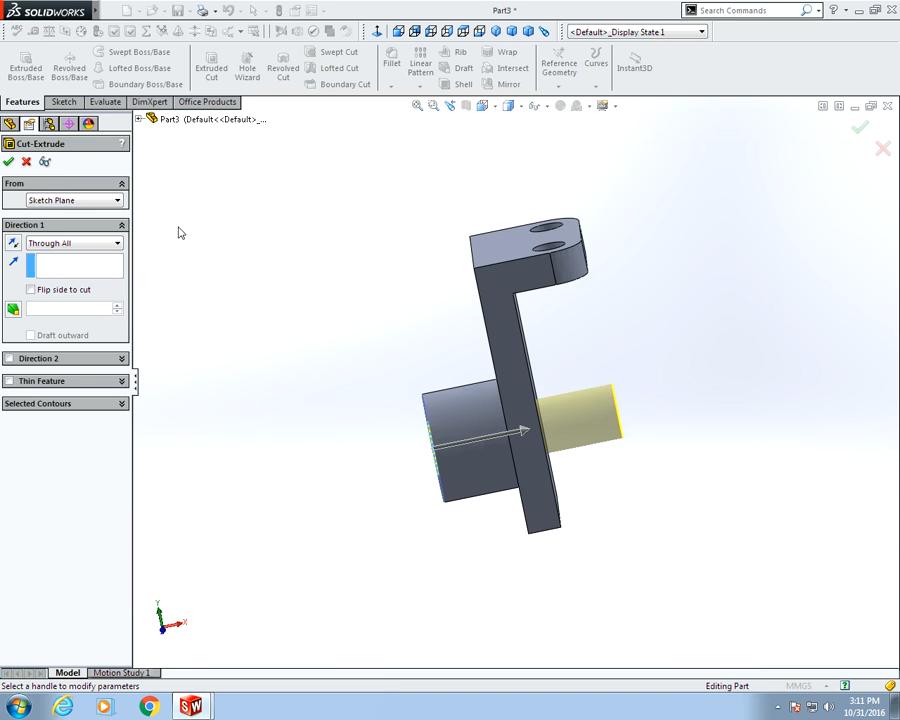 SOLIDWORKS
Part3 *
Search Commands
<Default>_Display State 1
Extruded Boss/Base
Revolved Boss/Base
Swept Boss/Base
Lofted Boss/Base
Boundary Boss/Base
Extruded Cut
Hole Wizard
Revolved Cut
Swept Cut
Lofted Cut
Boundary Cut
Fillet
Linear Pattern
Rib
Draft
Shell
Wrap
Intersect
Mirror
Reference Geometry
Curves
Instant3D
Features
Sketch
Evaluate
DimXpert
Office Products
Part3 (Default<<Default>_...
Cut-Extrude
?
From
Sketch Plane
Direction 1
Through All
Flip side to cut
Draft outward
Direction 2
Thin Feature
Selected Contours
Y
X
Model
Motion Study 1
Select a handle to modify parameters
Editing Part
MMGS
?
3:11 PM
10/31/2016